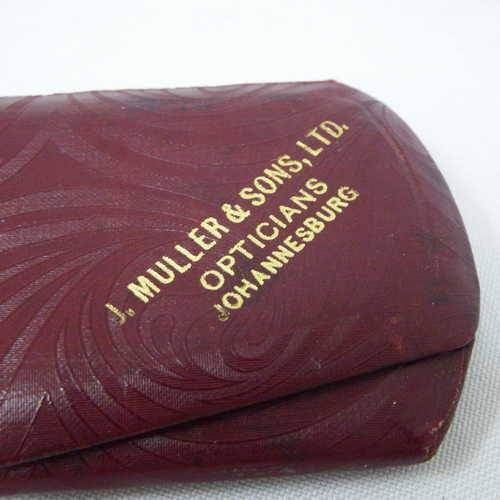 J. MULLER & SONS, LTD.
OPTICIANS
JOHANNESBURG